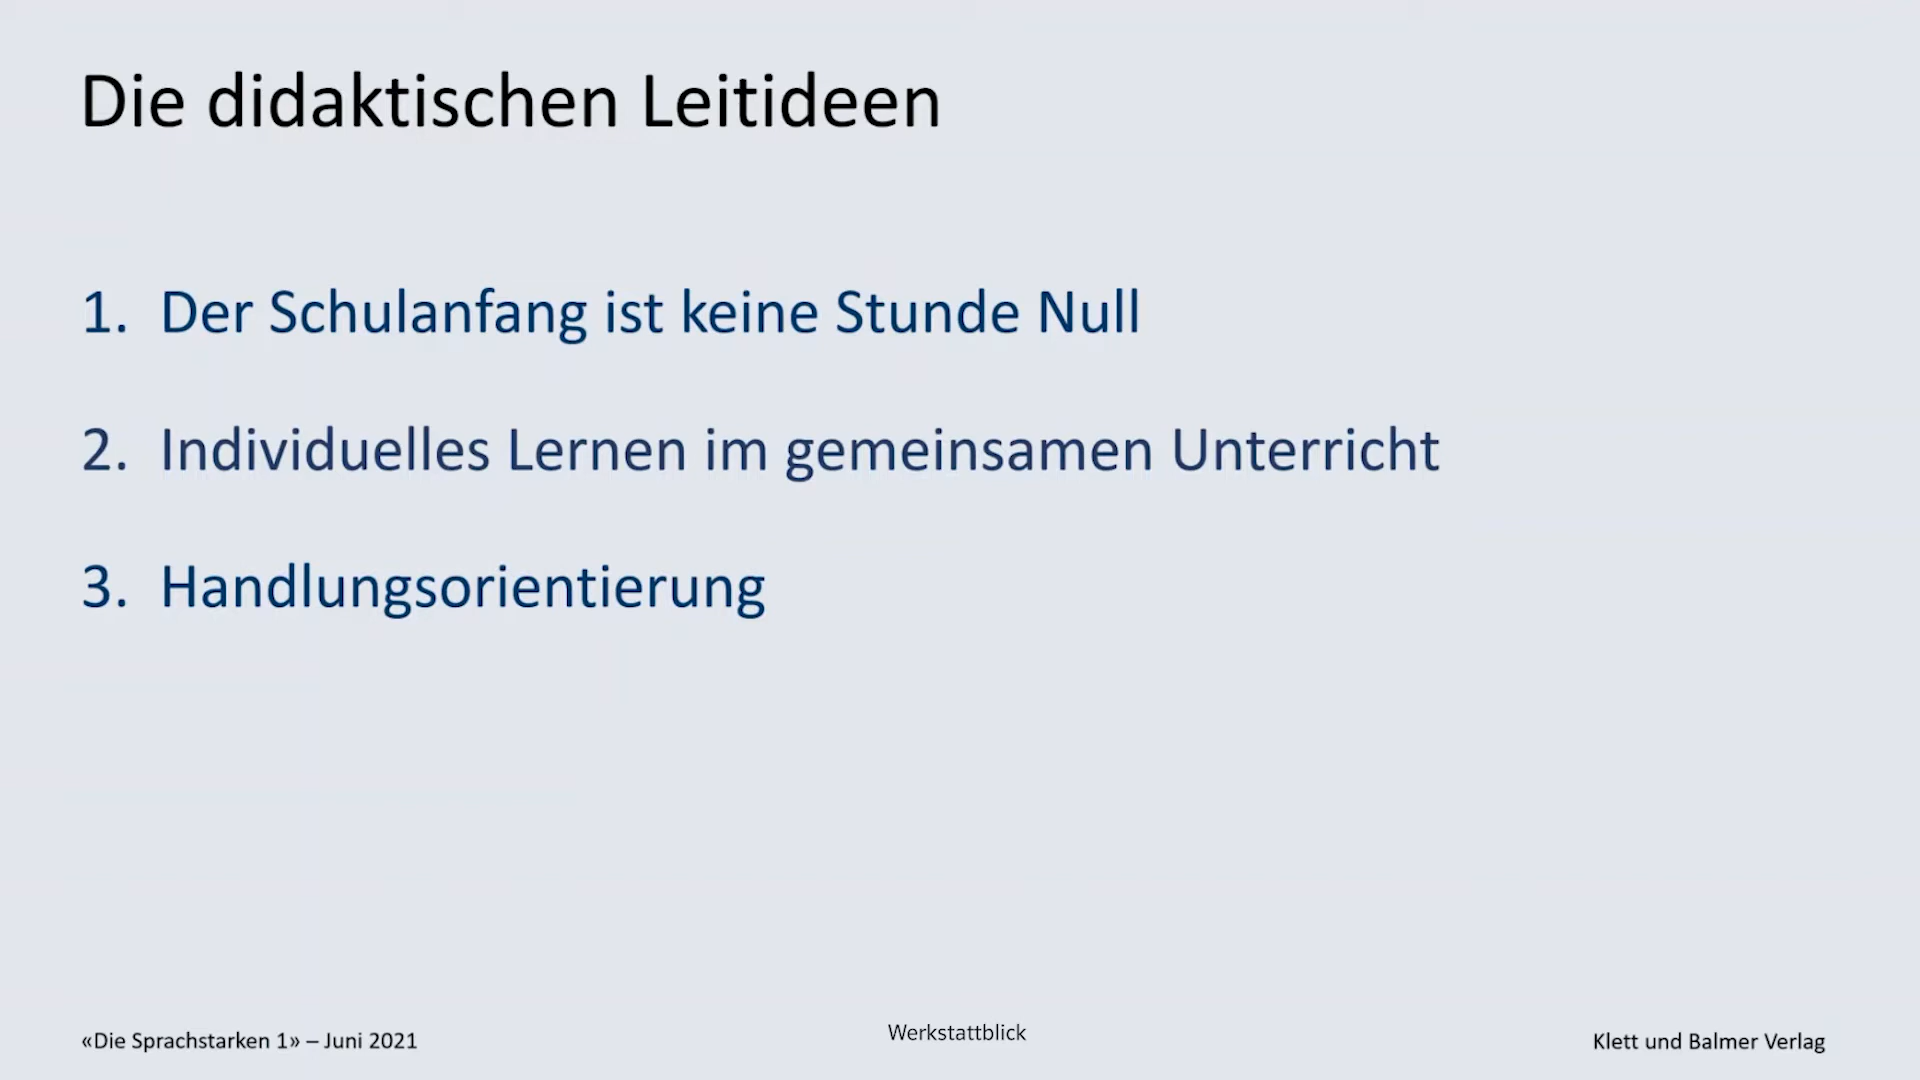 Die didaktischen Leitideen
1. Der Schulanfang ist keine Stunde Null
2. Individuelles Lernen im gemeinsamen Unterricht
3. Handlungsorientierung
«Die Sprachstarken 1» – Juni 2021
Werkstattblick
Klett und Balmer Verlag